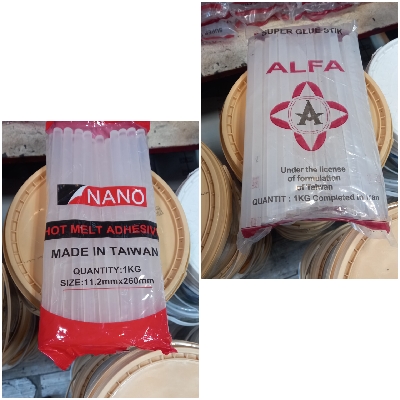 SUPER GLUE STIK
ALFA
A
Under the license
of formulation
of Taiwan
QUANTIT : 1KG Completed in Iran
NANO
HOT MELT ADHESIVE
MADE IN TAIWAN
QUANTITY:1KG
SIZE:11.2mmx260mm